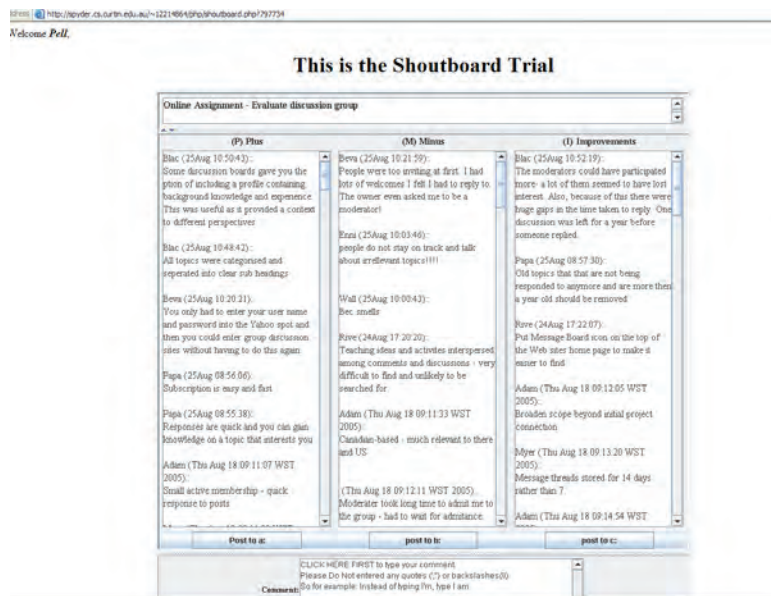 http://spyder.cs.curtin.edu.au/~12214864/php/shoutboard.php?797734
Welcome Pell,
This is the Shoutboard Trial
Online Assignment - Evaluate discussion group
(P) Plus
Blac (25Aug 10:50:43)::
Some discussion boards gave you the
ption of including a profile containing
background knowledge and experience.
This was useful as it provided a context
to different perspectives
Blac (25Aug 10:48:42)::
All topics were categorised and
seperated into clear sub headings
Beva (25Aug 10:20:21)::
You only had to enter your user name
and password into the Yahoo spot and
then you could enter group discussion
sites without having to do this again
Papa (25Aug 08:56:06)::
Subscription is easy and fast
Papa (25Aug 08:55:38)::
Responses are quick and you can gain
knowledge on a topic that interests you
Adam (Thu Aug 18 09:11:07 WST
2005)::
Small active membership - quick
response to posts
Post to a:
(M) Minus
Beva (25Aug 10:21:59)::
People were too inviting at first. I had
lots of welcomes I felt I had to reply to.
The owner even asked me to be a
moderator!
Enni (25Aug 10:03:46)::
people do not stay on track and talk
about irrellevant topics!!!!
Wall (25Aug 10:00:43)::
Bec smells
Rive (24Aug 17:20:20)::
Teaching ideas and activites interspersed
among comments and discussions - very
difficult to find and unlikely to be
searched for.
Adam (Thu Aug 18 09:11:33 WST
2005)::
Canadian-based - much relevant to there
and US
(Thu Aug 18 09:12:11 WST 2005)::
Moderater took long time to admit me to
the group - had to wait for admitance.
post to b:
(I) Improvements
Blac (25Aug 10:52:19)::
The moderators could have participated
more- a lot of them seemed to have lost
interest. Also, because of this there were
huge gaps in the time taken to reply. One
discussion was left for a year before
someone replied.
Papa (25Aug 08:57:30)::
Old topics that that are not being
responded to anymore and are more then
a year old should be removed
Rive (24Aug 17:22:07)::
Put Message Board icon on the top of
the Web sites home page to make it
easier to find
Adam (Thu Aug 18 09:12:05 WST
2005)::
Broaden scope beyond initial project
connection
Myer (Thu Aug 18 09:13:20 WST
2005)::
Message threads stored for 14 days
rather than 7
Adam (Thu Aug 18 09:14:54 WST
post to c:
Comment:
CLICK HERE FIRST to type your comment.
Please Do Not entered any quotes (',") or backslashes(\).
So for example: Instead of typing I'm, type I am